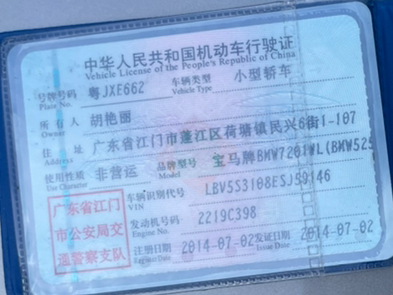 中华人民共和国机动车行驶证
Vehicle License of the People's Republic of China
号牌号码 粤JXE662 车辆类型 小型轿车
Plate No. Vehicle Type
所有人 胡艳丽
Owner
住址 广东省江门市蓬江区荷塘镇民兴6街1-107
Address
使用性质 非营运 品牌型号 宝马牌BMW7201WL(BMW525
Use Character Model
广东省江门市公安局交通警察支队
车辆识别代号 LBV5S3108ESJ59146
VIN
发动机号码 2219C398
Engine No.
注册日期 2014-07-02 发证日期 2014-07-02
Register Date Issue Date